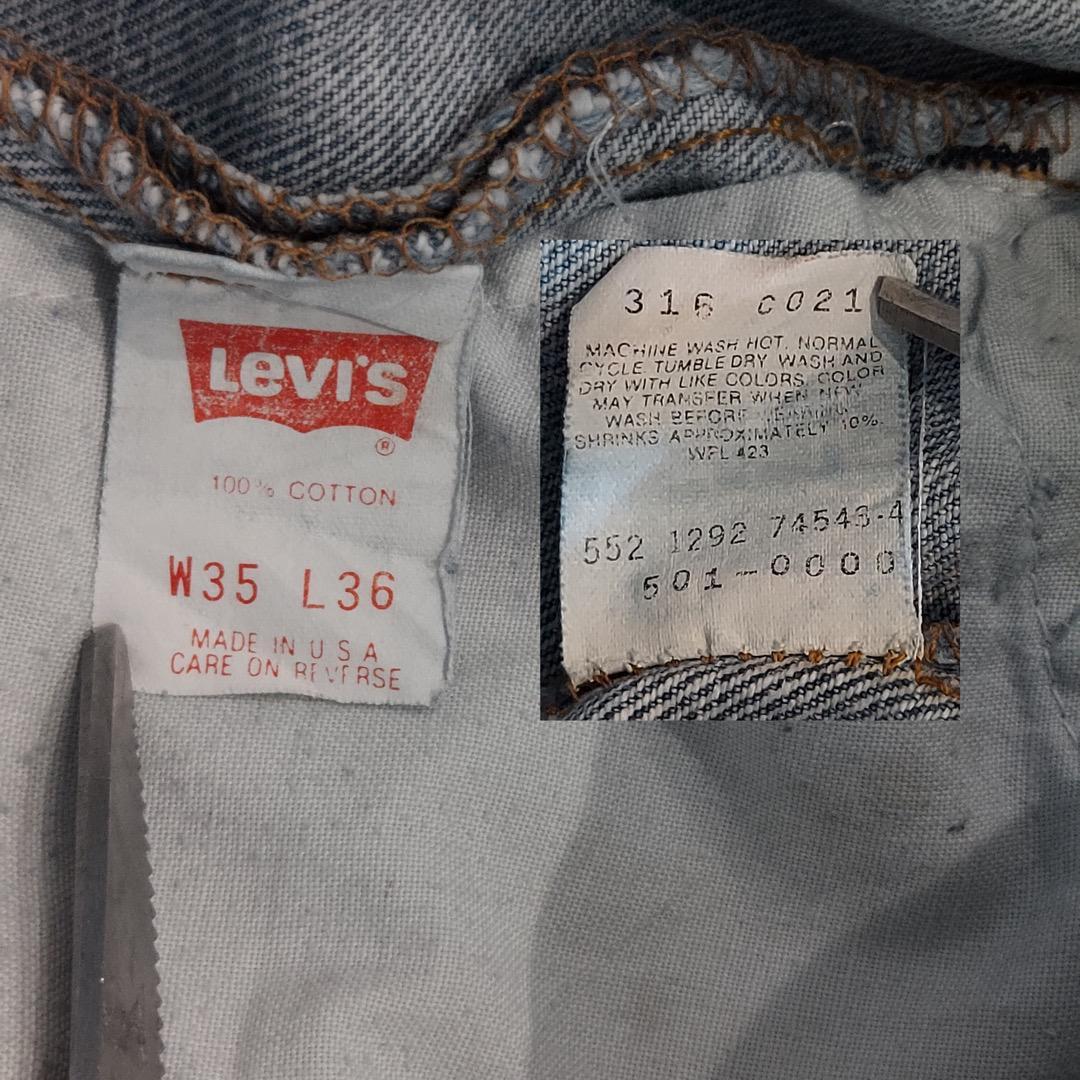 Levi's
®
100% COTTON
W35 L36
MADE IN U S A
CARE ON REVERSE
316 C021
MACHINE WASH HOT, NORMAL
CYCLE. TUMBLE DRY WASH AND
DRY WITH LIKE COLORS COLOR
MAY TRANSFER WHEN NEW
WASH BEFORE
SHRINKS APPROXIMATELY 10%.
WPL 423
552 1292 74548-4
501-0000